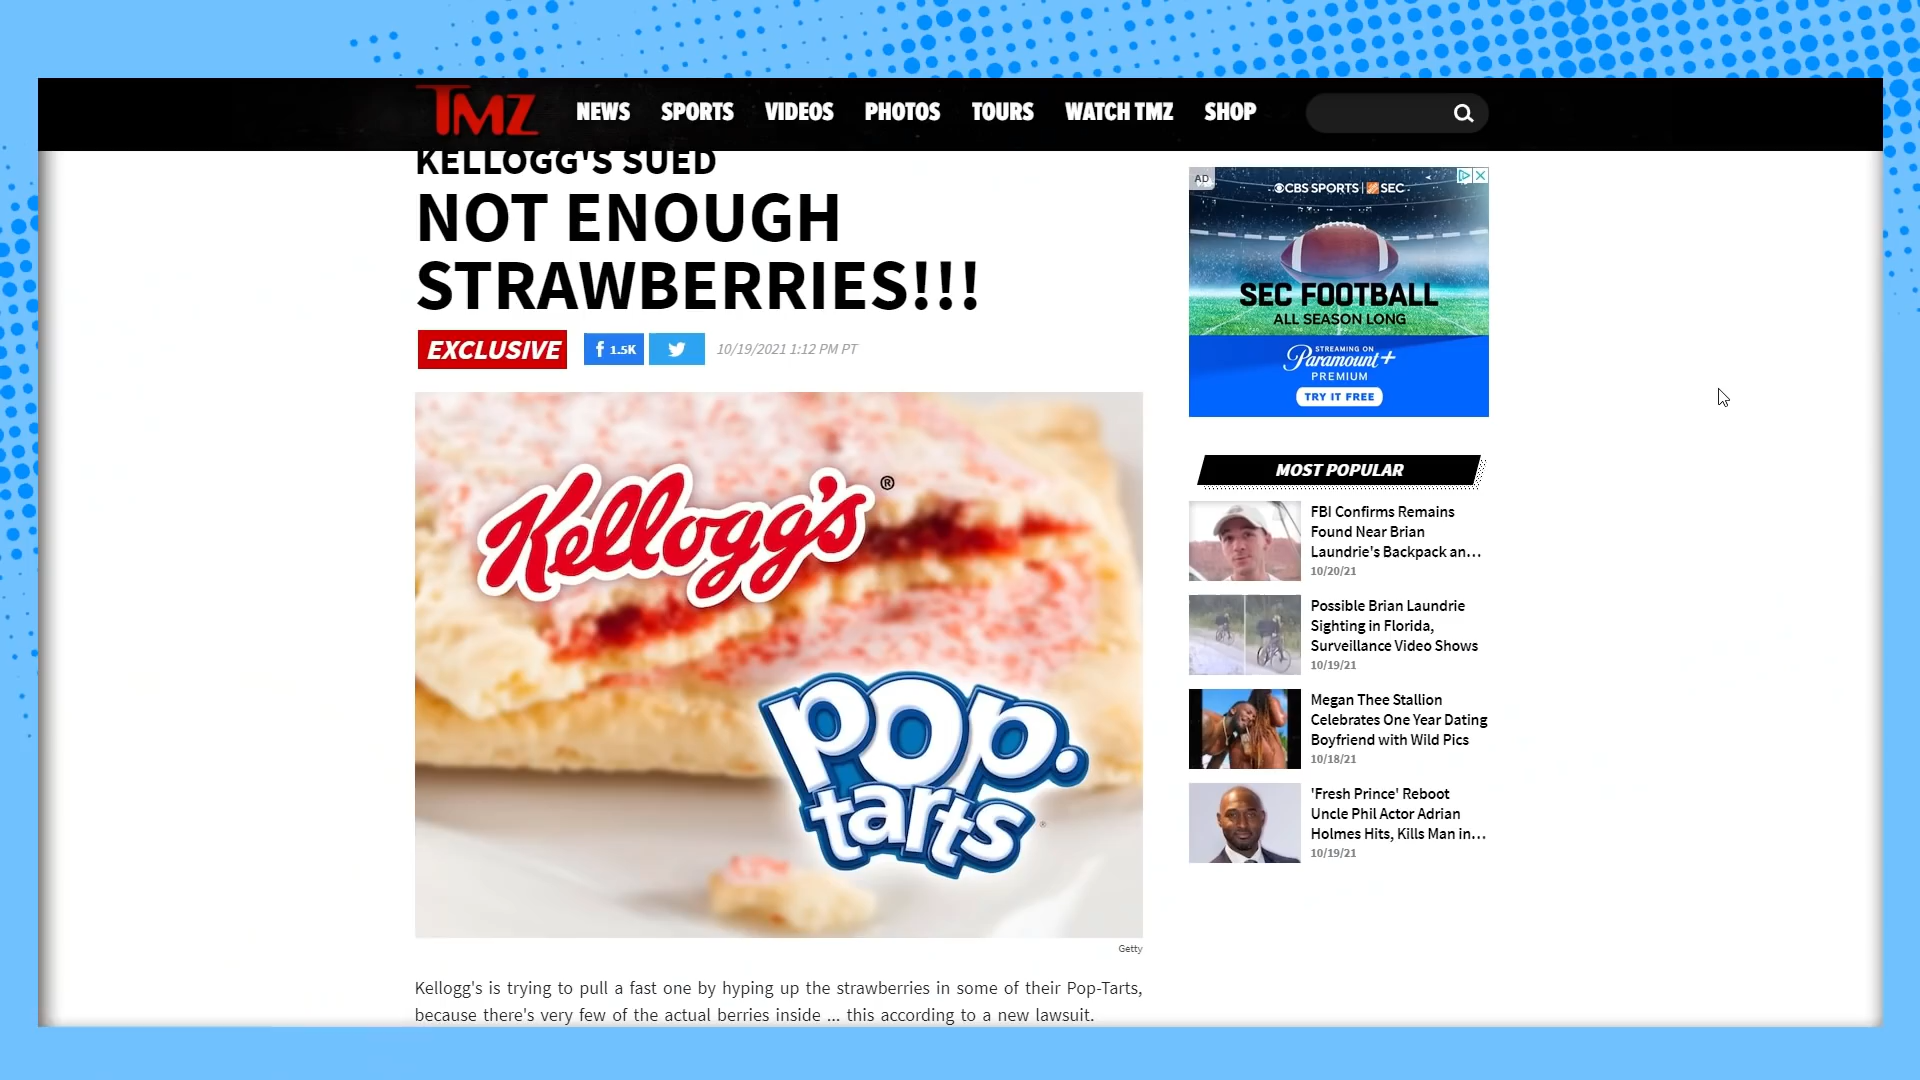 TMZ
NEWS SPORTS VIDEOS PHOTOS TOURS WATCH TMZ SHOP
KELLOGG'S SUED
NOT ENOUGH
STRAWBERRIES!!!
EXCLUSIVE
1.5K
10/19/2021 1:12 PM PT
Kellogg's ®
pop.
tarts
Getty
Kellogg's is trying to pull a fast one by hyping up the strawberries in some of their Pop-Tarts,
because there's very few of the actual berries inside ... this according to a new lawsuit.
AD
CBS SPORTS | SEC
SEC FOOTBALL
ALL SEASON LONG
STREAMING ON
Paramount+
PREMIUM
TRY IT FREE
MOST POPULAR
FBI Confirms Remains
Found Near Brian
Laundrie's Backpack an...
10/20/21
Possible Brian Laundrie
Sighting in Florida,
Surveillance Video Shows
10/19/21
Megan Thee Stallion
Celebrates One Year Dating
Boyfriend with Wild Pics
10/18/21
'Fresh Prince' Reboot
Uncle Phil Actor Adrian
Holmes Hits, Kills Man in...
10/19/21